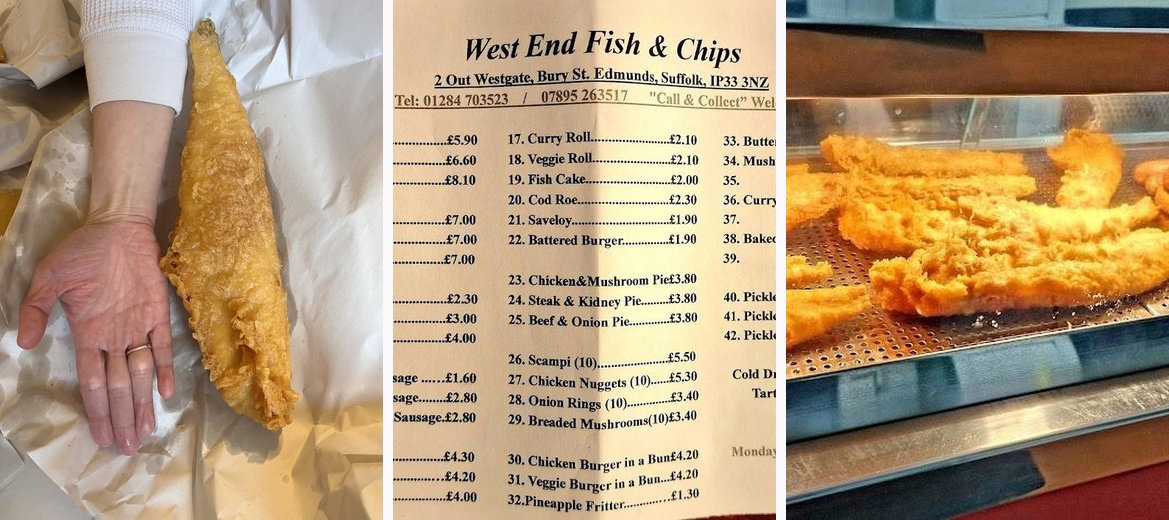 West End Fish & Chips
2 Out Westgate, Bury St. Edmunds, Suffolk, IP33 3NZ
Tel: 01284 703523 / 07895 263517 "Call & Collect"
£5.90
£6.60
£8.10
£7.00
£7.00
£7.00
£2.30
£3.00
£4.00
£1.60
£2.80
Sausage £2.80
£4.30
£4.20
£4.00
17. Curry Roll £2.10
18. Veggie Roll £2.10
19. Fish Cake £2.00
20. Cod Roe £2.30
21. Saveloy £1.90
22. Battered Burger £1.90
23. Chicken&Mushroom Pie£3.80
24. Steak & Kidney Pie £3.80
25. Beef & Onion Pie £3.80
26. Scampi (10) £5.50
27. Chicken Nuggets (10) £5.30
28. Onion Rings (10) £3.40
29. Breaded Mushrooms(10)£3.40
30. Chicken Burger in a Bun£4.20
31. Veggie Burger in a Bun £4.20
32.Pineapple Fritter £1.30
33.
34.
35.
36. Curry
37.
38.
39.
40.
41.
42.
Cold